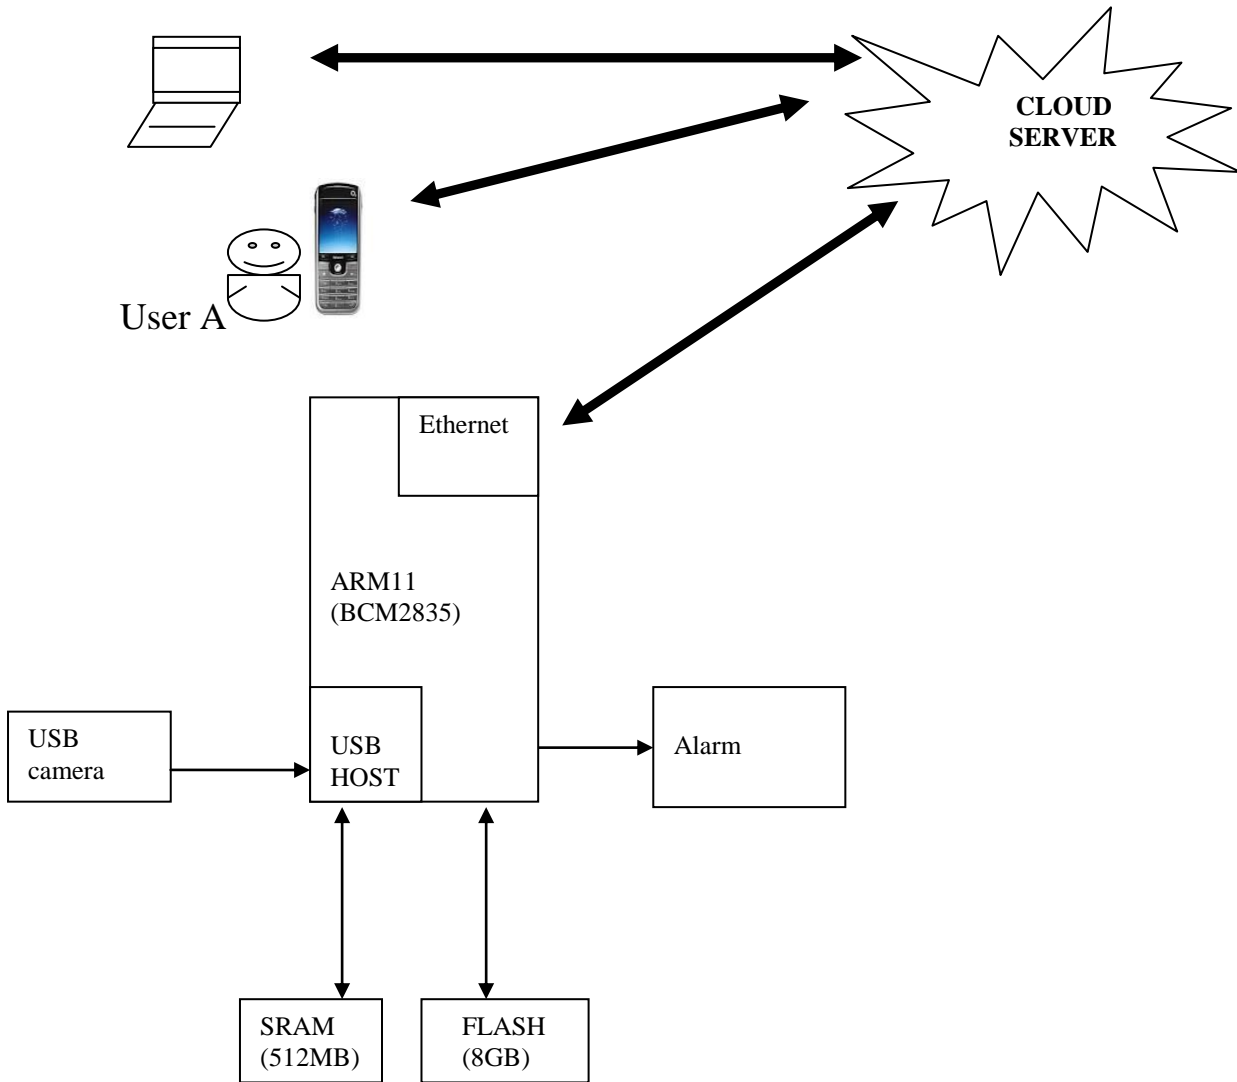 CLOUD
SERVER
User A
Ethernet
ARM11
(BCM2835)
USB
camera
USB
HOST
Alarm
SRAM
(512MB)
FLASH
(8GB)